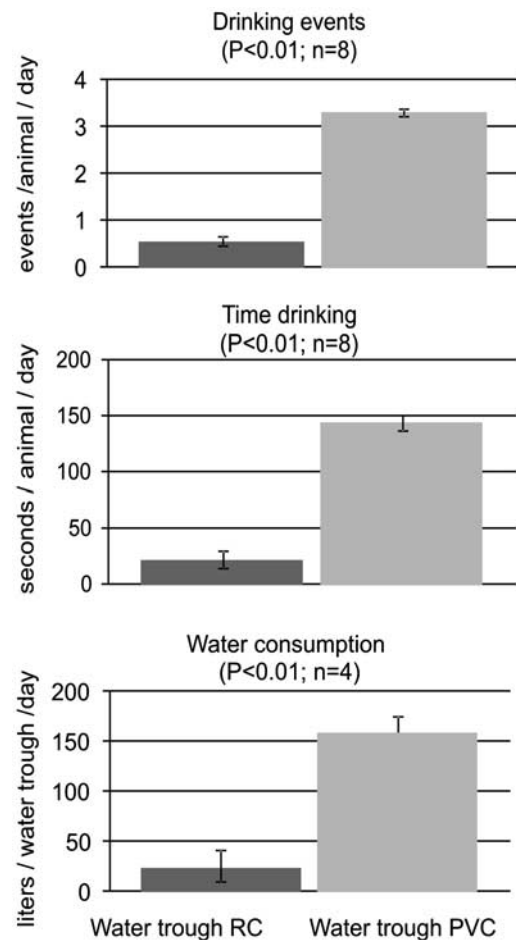 Drinking events
(P<0.01; n=8)
events /animal / day
4
3
2
1
0
Time drinking
(P<0.01; n=8)
seconds / animal / day
200
150
100
50
0
Water consumption
(P<0.01; n=4)
liters / water trough /day
200
150
100
50
0
Water trough RC
Water trough PVC